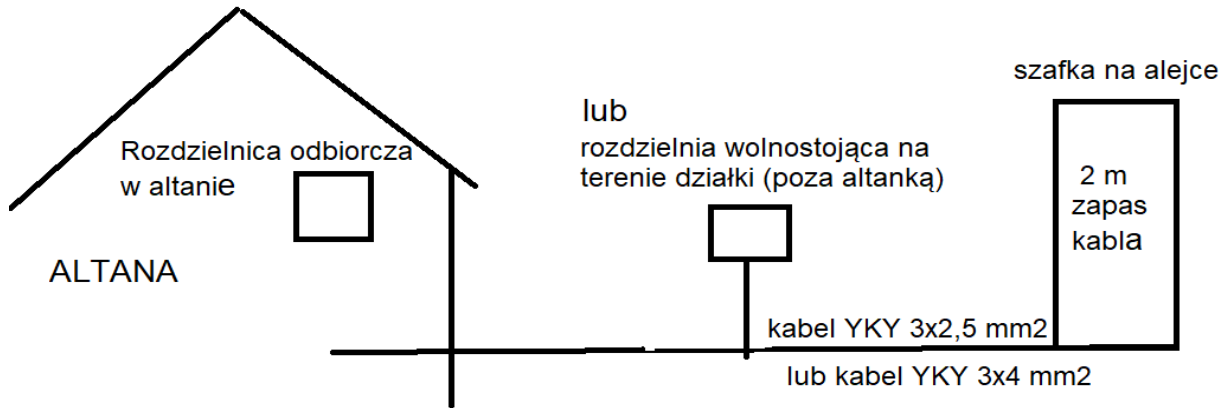 szafka na alejce
lub
rozdzielnia wolnostojąca na
terenie działki (poza altanką)
Rozdzielnica odbiorcza
w altanie
2 m
zapas
kabla
ALTANA
kabel YKY 3x2,5 mm2
lub kabel YKY 3x4 mm2